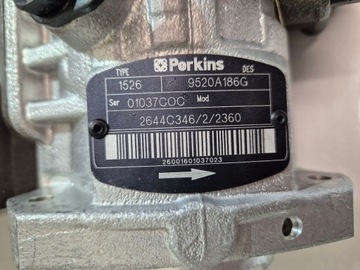 Perkins
TYPE DES
1526 9520A186G
Ser 01037COC Mod
2644C346/2/2360
26001601037023